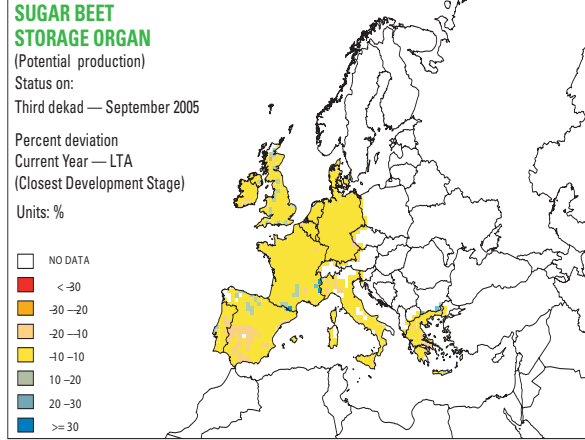 SUGAR BEET
STORAGE ORGAN
(Potential production)
Status on:
Third dekad — September 2005
Percent deviation
Current Year — LTA
(Closest Development Stage)
Units: %
NO DATA
< -30
-30 --20
-20 --10
-10 -10
10 -20
20 -30
>= 30